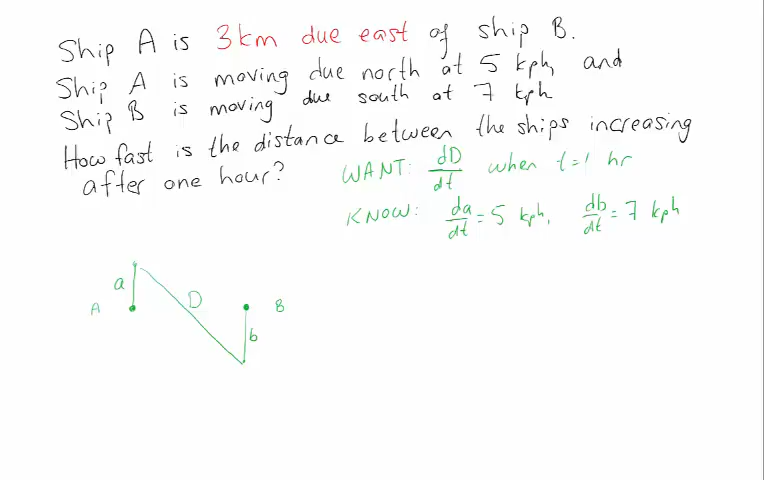 Ship A is 3km due east of ship B.
Ship A is moving due north at 5 kph, and
Ship B is moving due south at 7 kph
How fast is the distance between the ships increasing
after one hour?
WANT: dD/dt when t=1 hr
KNOW: da/dt = 5 kph, db/dt = 7 kph
a
A
D
B
b